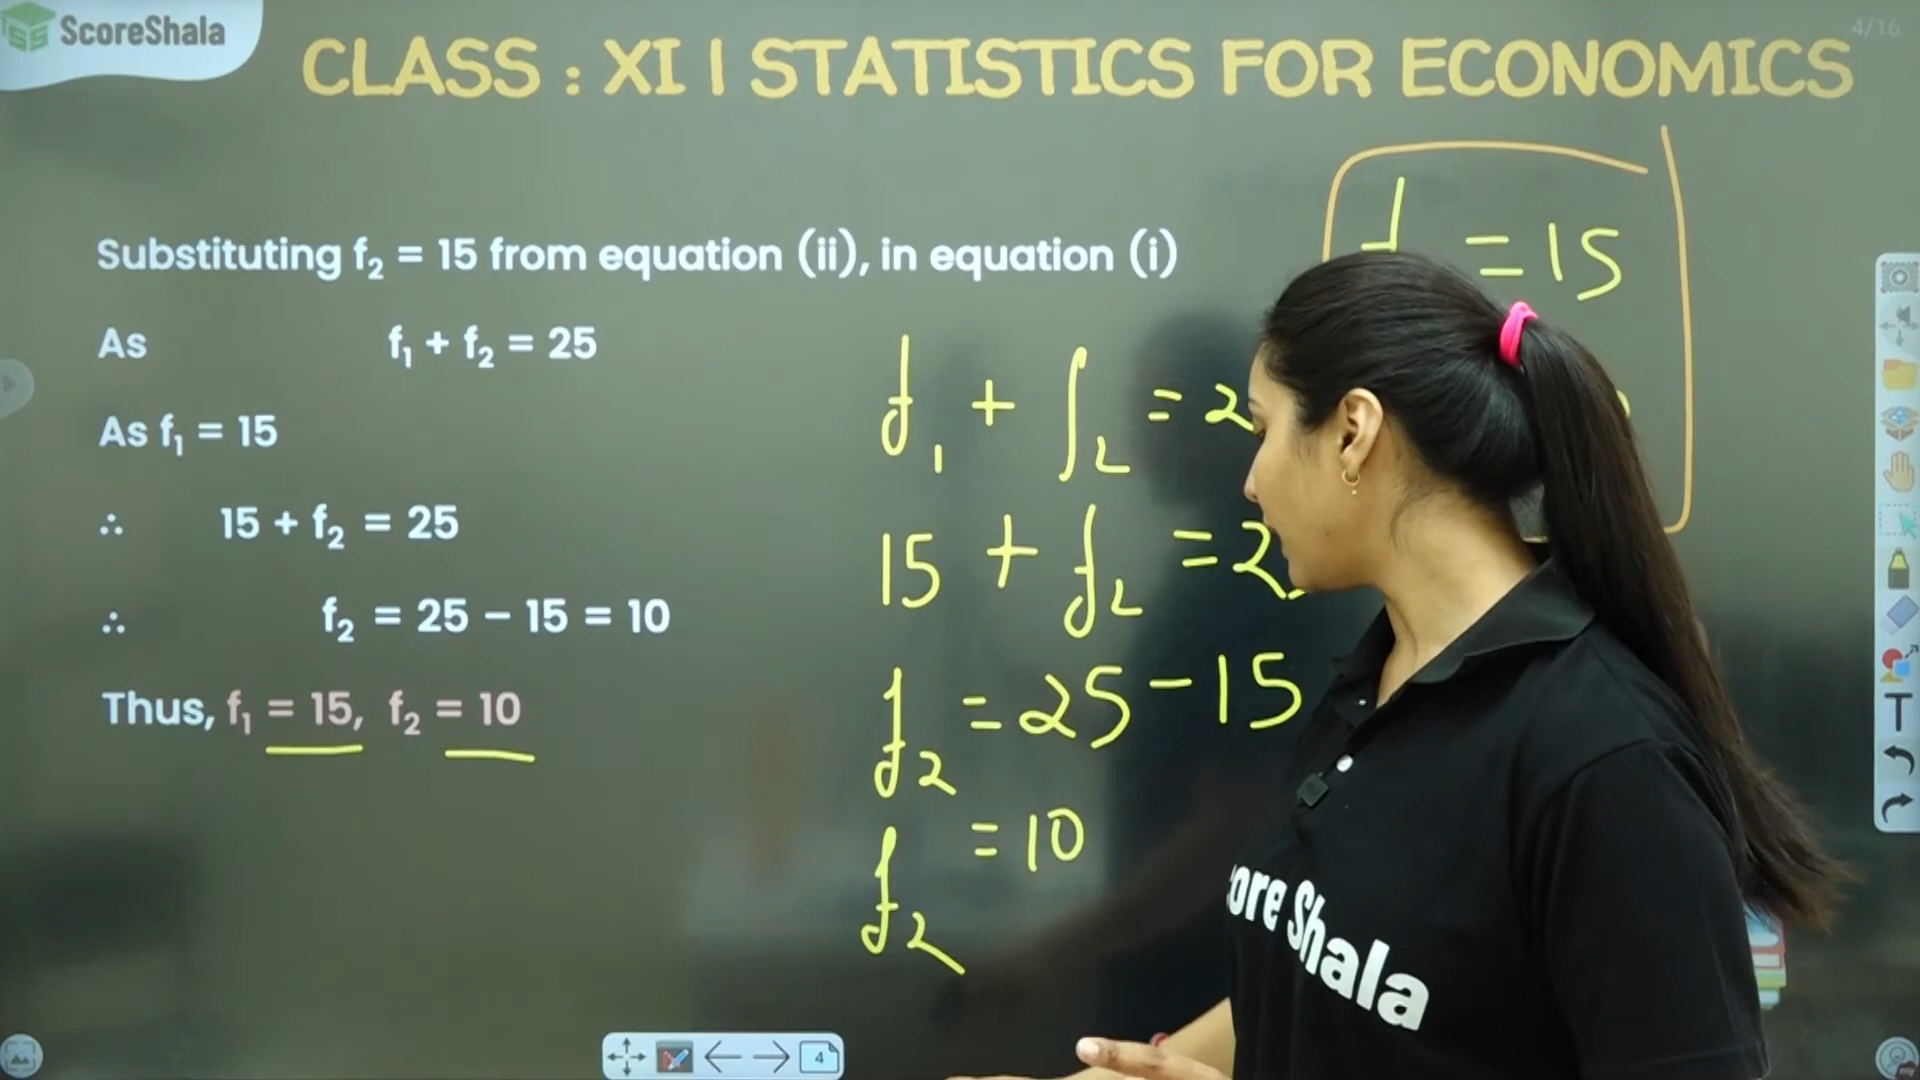 ScoreShala
4/16
CLASS : XI | STATISTICS FOR ECONOMICS
Substituting f₂ = 15 from equation (ii), in equation (i)
As f₁ + f₂ = 25
As f₁ = 15
∴ 15 + f₂ = 25
∴ f₂ = 25 – 15 = 10
Thus, f₁ = 15, f₂ = 10
= 15
f₁ + f₂ = 2
15 + f₂ = 2
f₂ = 25 – 15
f₂ = 10
ore Shala
4
T